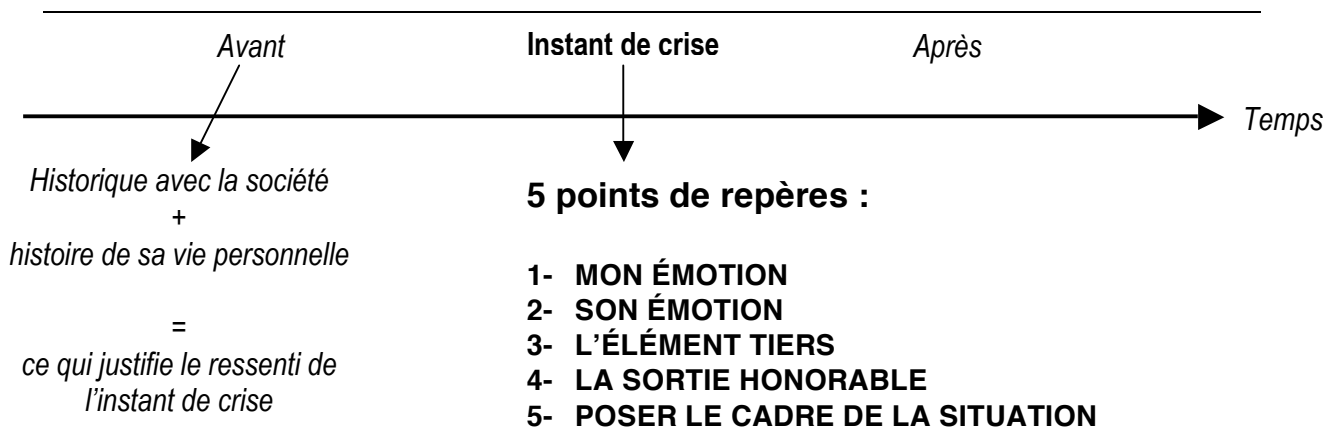 Avant
Instant de crise
Après
Temps
Historique avec la société
+
histoire de sa vie personnelle
=
ce qui justifie le ressenti de
l'instant de crise
5 points de repères :
1- MON ÉMOTION
2- SON ÉMOTION
3- L'ÉLÉMENT TIERS
4- LA SORTIE HONORABLE
5- POSER LE CADRE DE LA SITUATION